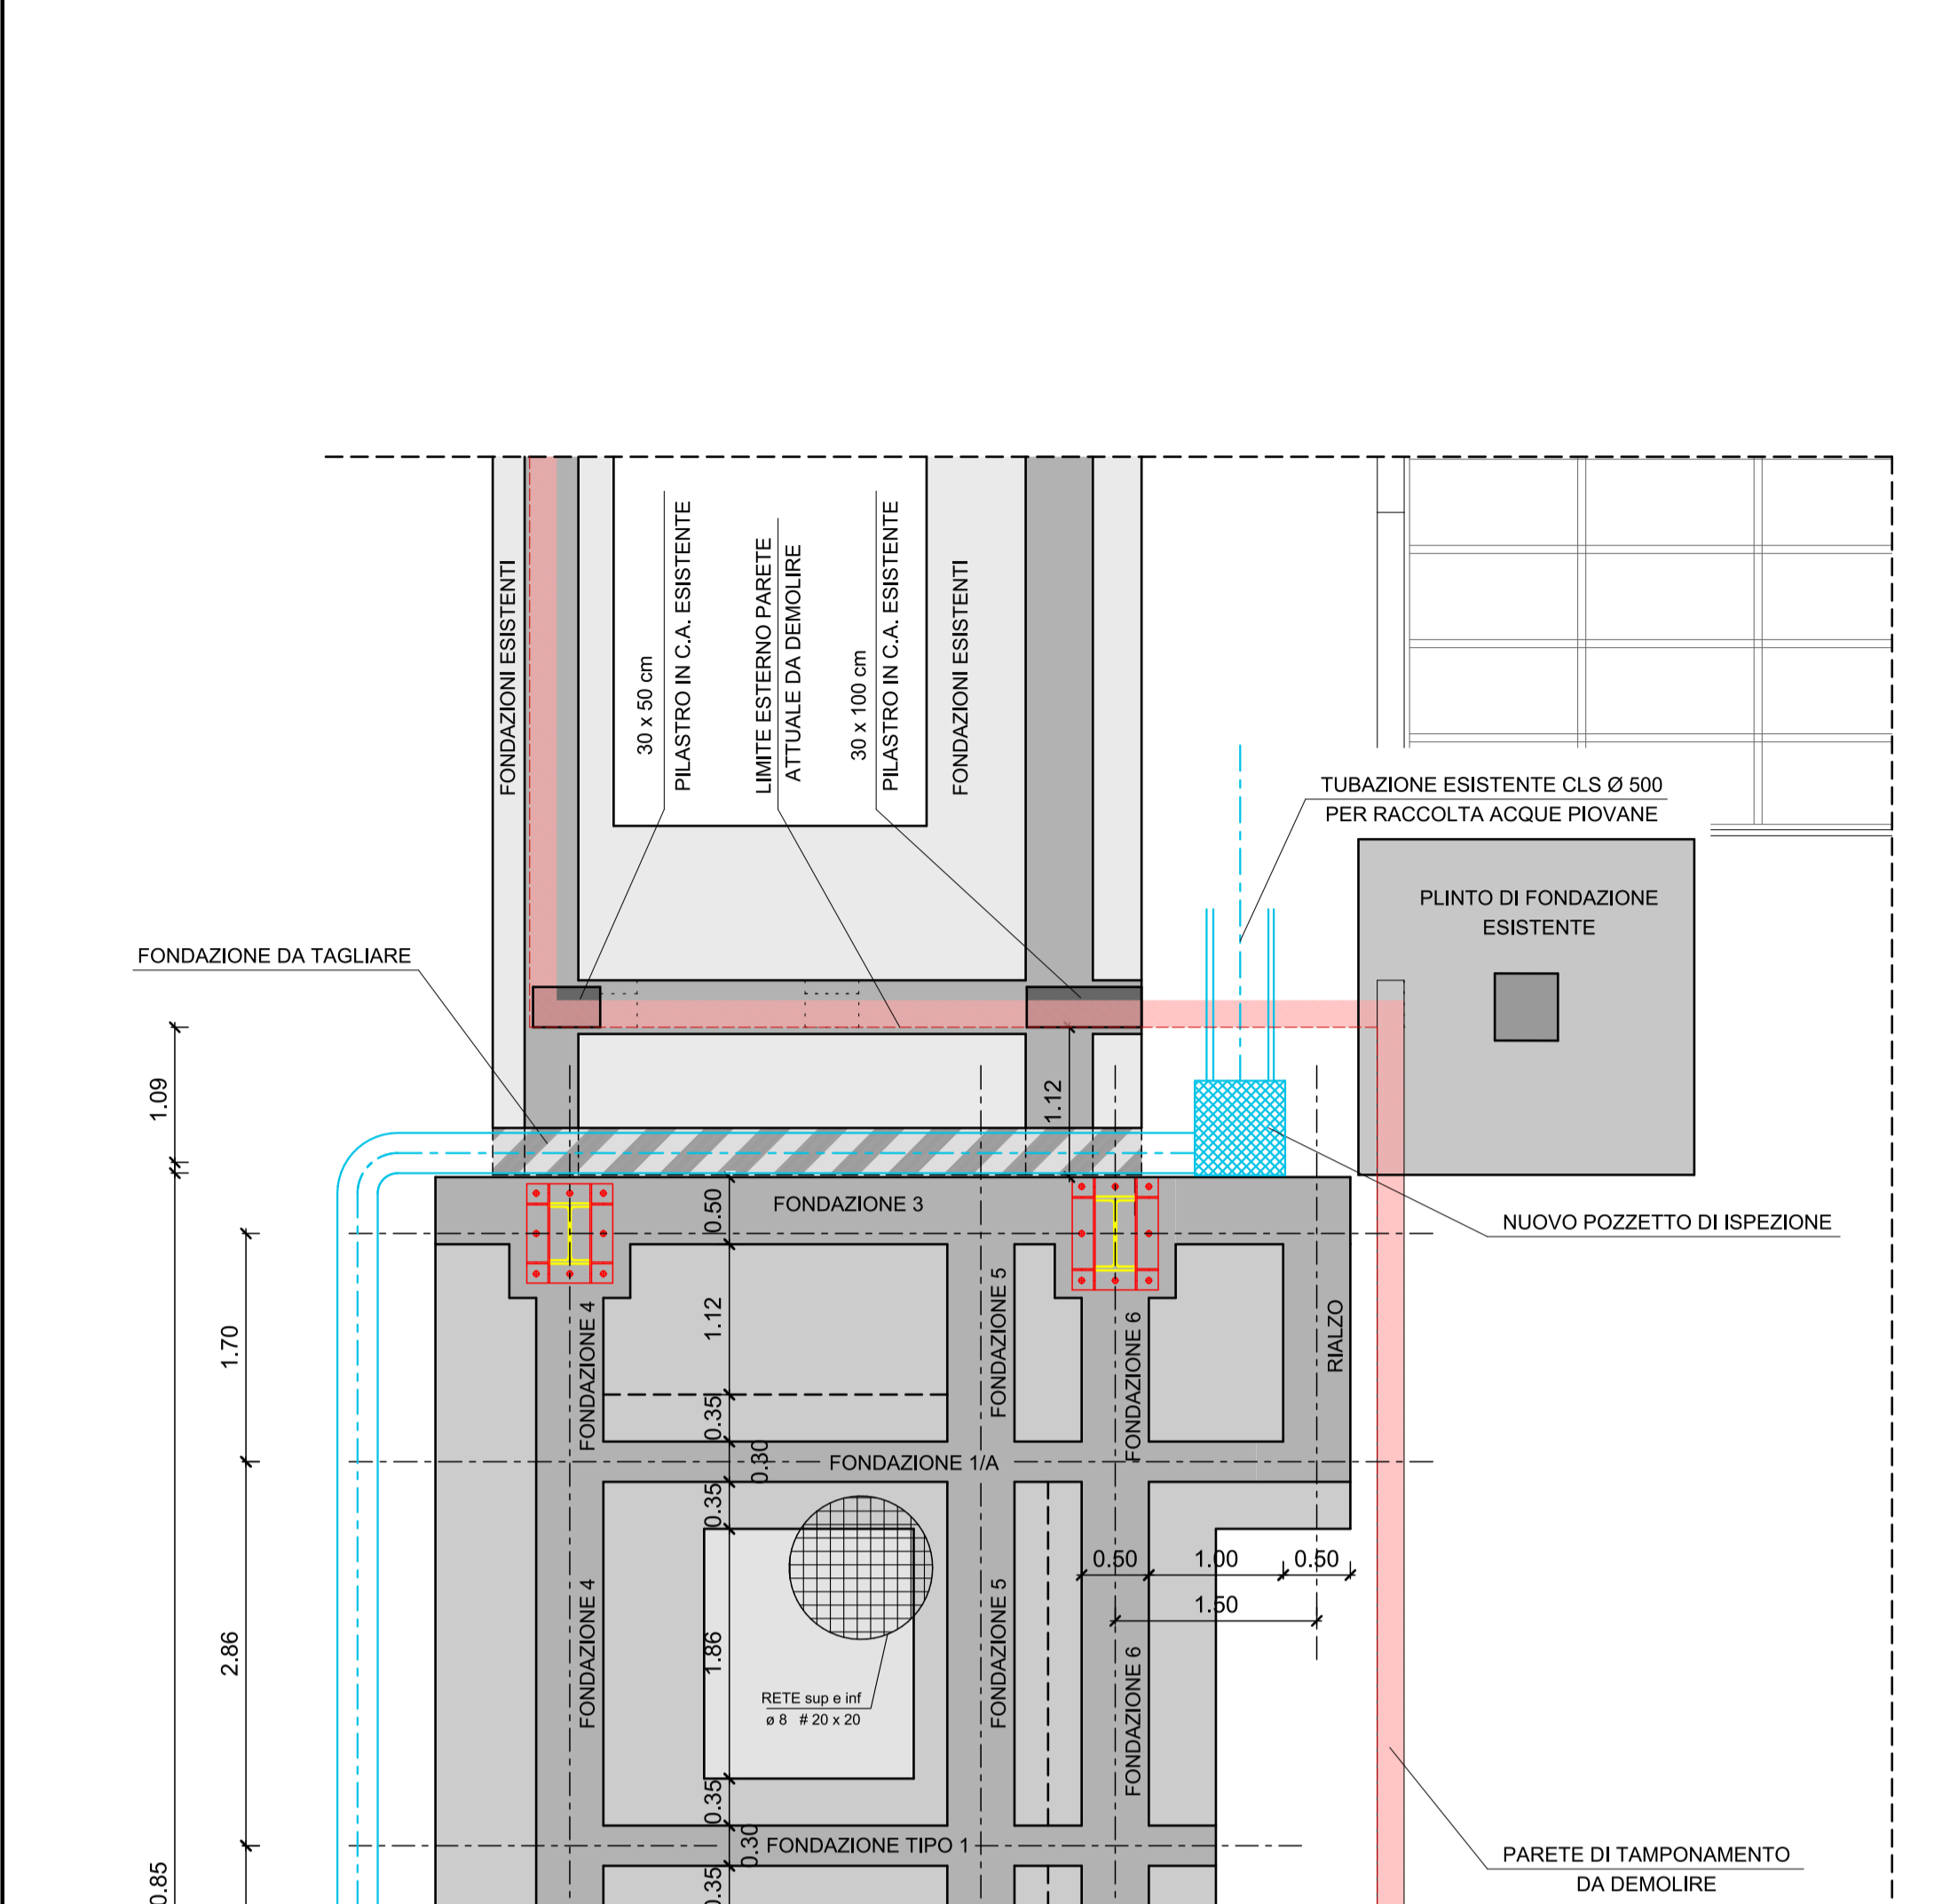 FONDAZIONI ESISTENTI
30 x 50 cm
PILASTRO IN C.A. ESISTENTE
LIMITE ESTERNO PARETE
ATTUALE DA DEMOLIRE
30 x 100 cm
PILASTRO IN C.A. ESISTENTE
FONDAZIONI ESISTENTI
TUBAZIONE ESISTENTE CLS Ø 500
PER RACCOLTA ACQUE PIOVANE
PLINTO DI FONDAZIONE
ESISTENTE
FONDAZIONE DA TAGLIARE
1.09
1.12
0.50
FONDAZIONE 3
NUOVO POZZETTO DI ISPEZIONE
1.70
FONDAZIONE 4
1.12
FONDAZIONE 5
FONDAZIONE 6
RIALZO
0.35
0.30
FONDAZIONE 1/A
0.35
0.50
1.00
0.50
1.50
2.86
FONDAZIONE 4
1.86
FONDAZIONE 5
FONDAZIONE 6
RETE sup e inf
ø 8 # 20 x 20
0.35
0.30
FONDAZIONE TIPO 1
0.35
0.85
PARETE DI TAMPONAMENTO
DA DEMOLIRE